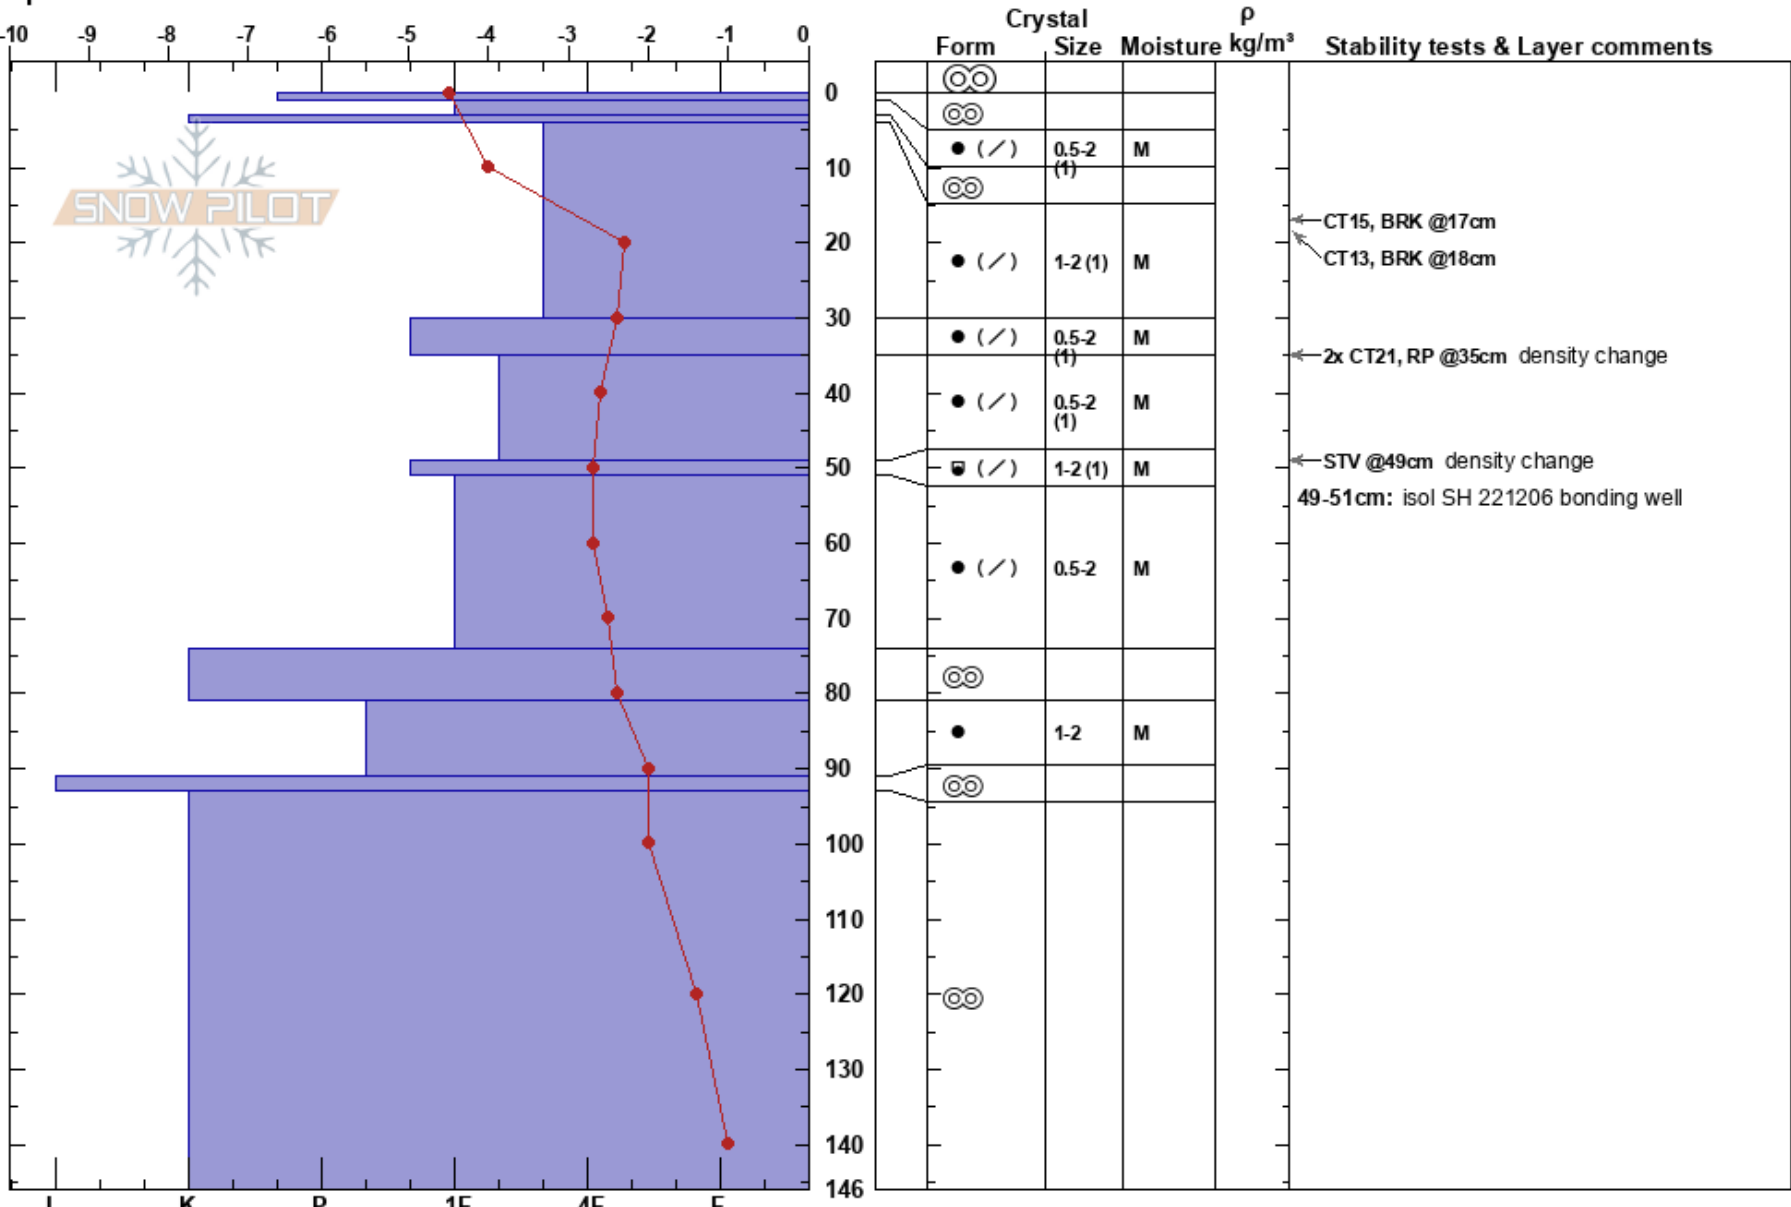 Crystal ρ
-10 -9 -8 -7 -6 -5 -4 -3 -2 -1 0 Form Size Moisture kg/m³ Stability tests & Layer comments
0
SNOW PILOT
0.5-2 M
10 (1)
CT15, BRK @17cm
20
CT13, BRK @18cm
1-2 (1) M
30
0.5-2 M
(1) 2x CT21, RP @35cm density change
40 0.5-2 M
(1)
STV @49cm density change
50 1-2 (1) M
49-51cm: isol SH 221206 bonding well
60
0.5-2 M
70
80
1-2 M
90
100
110
120
130
140
146
I K P 1F 4F F